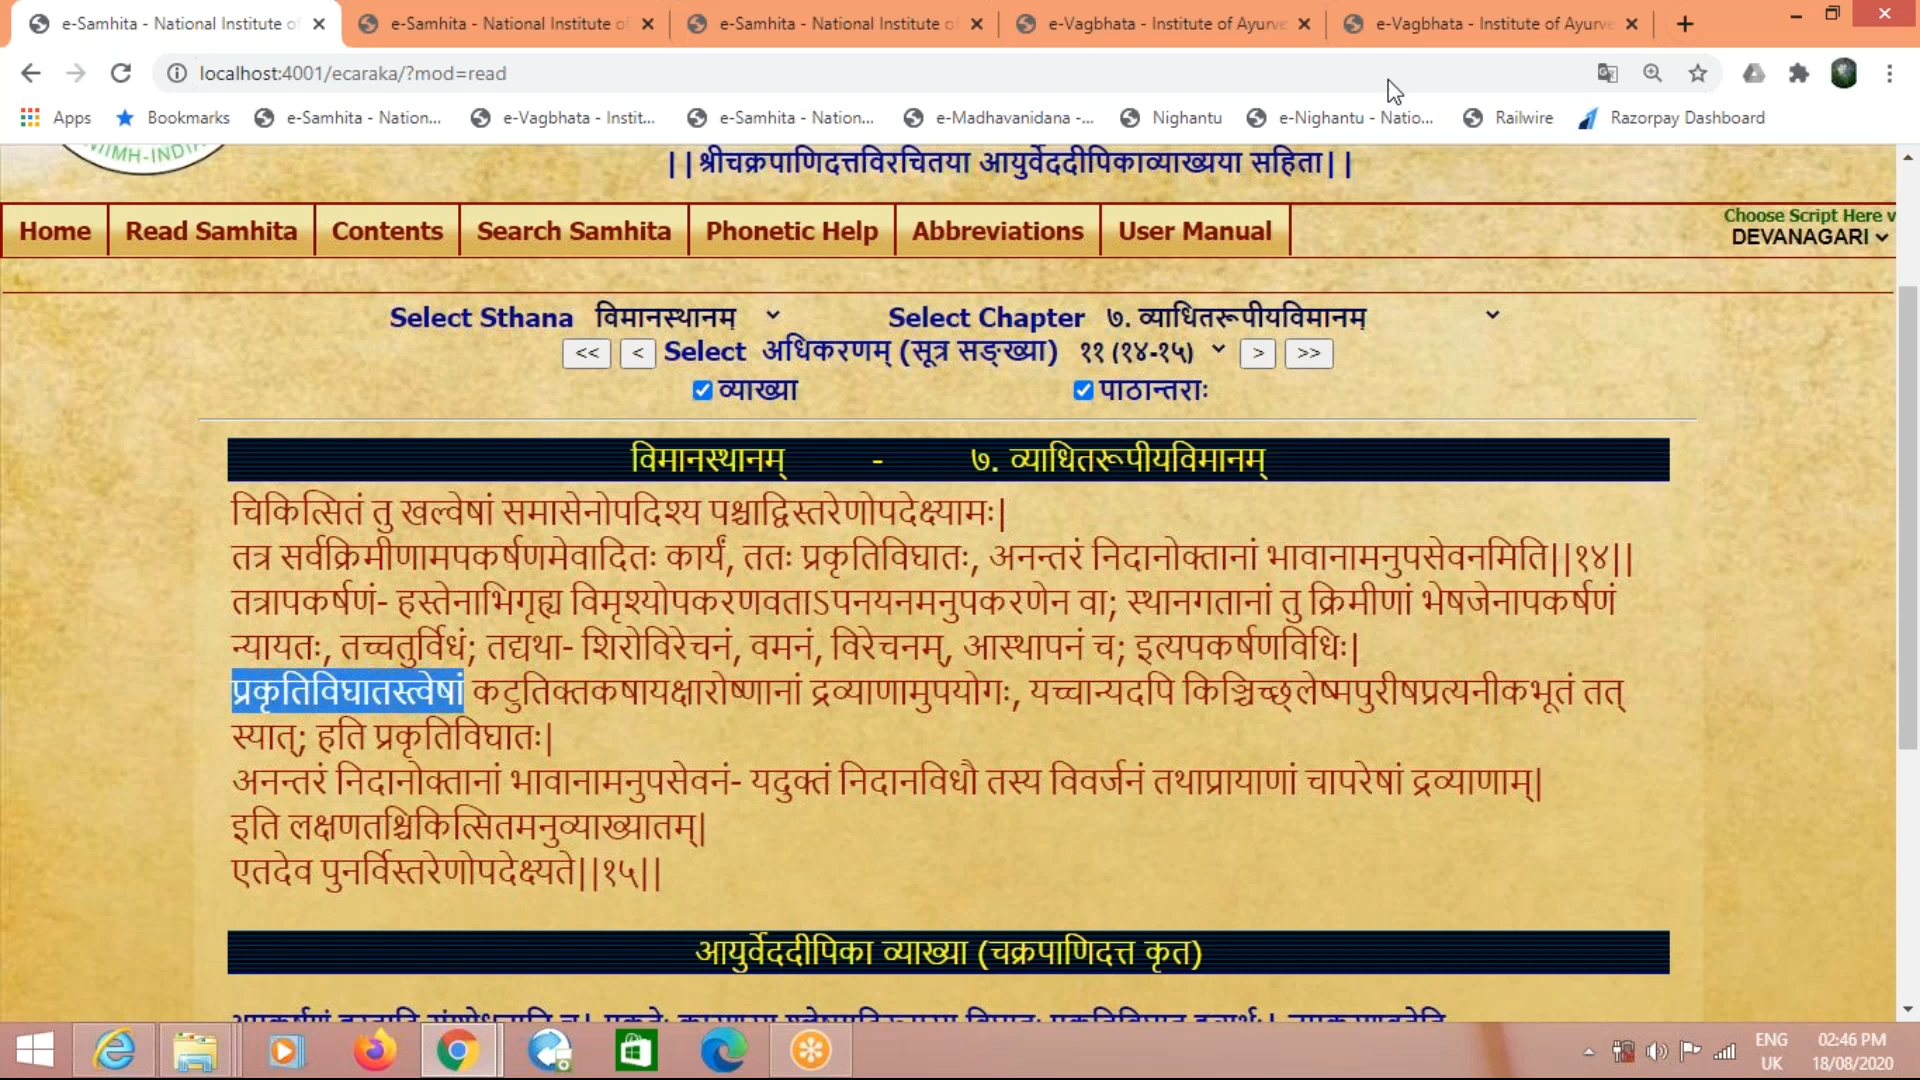 e-Samhita - National Institute o
e-Samhita - National Institute o
e-Samhita - National Institute o
e-Vagbhata - Institute of Ayurve
e-Vagbhata - Institute of Ayurve
localhost:4001/ecaraka/?mod=read
Apps
Bookmarks
e-Samhita - Nation...
e-Vagbhata - Instit...
e-Samhita - Nation...
e-Madhavanidana -...
Nighantu
e-Nighantu - Natio...
Railwire
Razorpay Dashboard
NIIMH-INDIA
||श्रीचक्रपाणिदत्तविरचितया आयुर्वेददीपिकाव्याख्यया सहिता||
Home
Read Samhita
Contents
Search Samhita
Phonetic Help
Abbreviations
User Manual
Choose Script Here v
DEVANAGARI
Select Sthana विमानस्थानम् Select Chapter ७. व्याधितरूपीयविमानम्
<< < Select अधिकरणम् (सूत्र सङ्ख्या) ११ (१४-१५) > >>
व्याख्या पाठान्तराः
विमानस्थानम् - ७. व्याधितरूपीयविमानम्
चिकित्सितं तु खल्वेषां समासेनोपदिश्य पश्चाद्विस्तरेणोपदेक्ष्यामः|
तत्र सर्वक्रिमीणामपकर्षणमेवादितः कार्यं, ततः प्रकृतिविघातः, अनन्तरं निदानोक्तानां भावानामनुपसेवनमिति||१४||
तत्रापकर्षणं- हस्तेनाभिगृह्य विमृश्योपकरणवताऽपनयनमनुपकरणेन वा; स्थानगतानां तु क्रिमीणां भेषजेनापकर्षणं
न्यायतः, तच्चतुर्विधं; तद्यथा- शिरोविरेचनं, वमनं, विरेचनम्, आस्थापनं च; इत्यपकर्षणविधिः|
प्रकृतिविघातस्त्वेषां कटुतिक्तकषायक्षारोष्णानां द्रव्याणामुपयोगः, यच्चान्यदपि किञ्चिच्छ्लेष्मपुरीषप्रत्यनीकभूतं तत्
स्यात्; हति प्रकृतिविघातः|
अनन्तरं निदानोक्तानां भावानामनुपसेवनं- यदुक्तं निदानविधौ तस्य विवर्जनं तथाप्रायाणां चापरेषां द्रव्याणाम्|
इति लक्षणतश्चिकित्सितमनुव्याख्यातम्|
एतदेव पुनर्विस्तरेणोपदेक्ष्यते||१५||
आयुर्वेददीपिका व्याख्या (चक्रपाणिदत्त कृत)
ENG
02:46 PM
UK
18/08/2020